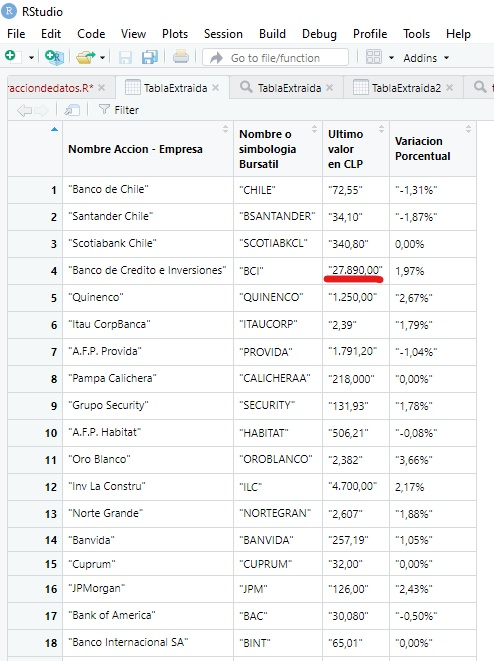 RStudio
File Edit Code View Plots Session Build Debug Profile Tools Help
Go to file/function Addins
racciondedatos.R* TablaExtraida TablaExtraida TablaExtraida2
Filter
Nombre Accion - Empresa Nombre o simbologia Bursatil Ultimo valor en CLP Variacion Porcentual
1 "Banco de Chile" "CHILE" "72,55" "-1,31%"
2 "Santander Chile" "BSANTANDER" "34,10" "-1,87%"
3 "Scotiabank Chile" "SCOTIABKCL" "340,80" 0,00%
4 "Banco de Credito e Inversiones" "BCI" "27.890,00" 1,97%
5 "Quinenco" "QUINENCO" "1.250,00" "2,67%"
6 "Itau CorpBanca" "ITAUCORP" "2,39" "1,79%"
7 "A.F.P. Provida" "PROVIDA" "1.791,20" "-1,04%"
8 "Pampa Calichera" "CALICHERAA" "218,000" "0,00%"
9 "Grupo Security" "SECURITY" "131,93" "1,78%"
10 "A.F.P. Habitat" "HABITAT" "506,21" "-0,08%"
11 "Oro Blanco" "OROBLANCO" "2,382" "3,66%"
12 "Inv La Constru" "ILC" "4.700,00" 2,17%
13 "Norte Grande" "NORTEGRAN" "2,607" "1,88%"
14 "Banvida" "BANVIDA" "257,19" "1,05%"
15 "Cuprum" "CUPRUM" "32,00" "0,00%"
16 "JPMorgan" "JPM" "126,00" "2,43%"
17 "Bank of America" "BAC" "30,080" "-0,50%"
18 "Banco Internacional SA" "BINT" "65,01" "0,00%"